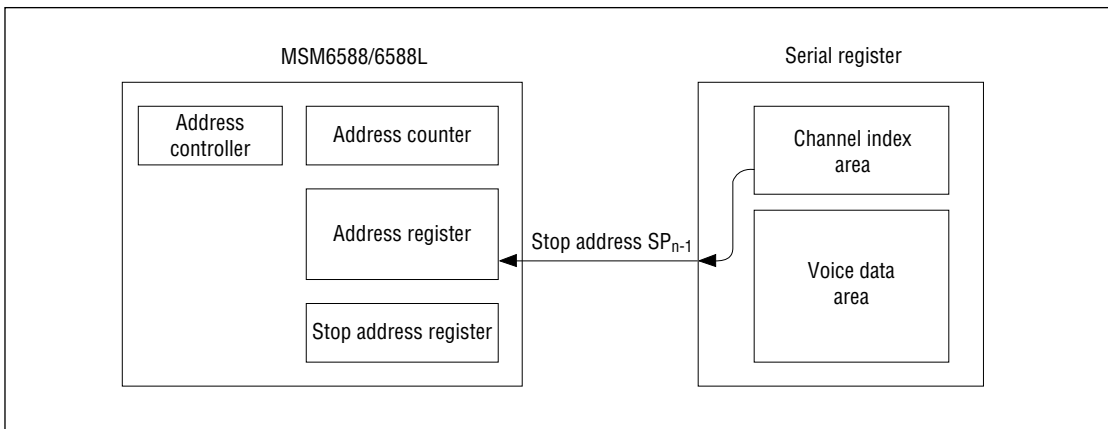 MSM6588/6588L
Serial register
Address
controller
Address counter
Channel index
area
Address register
Stop address SPn-1
Voice data
area
Stop address register